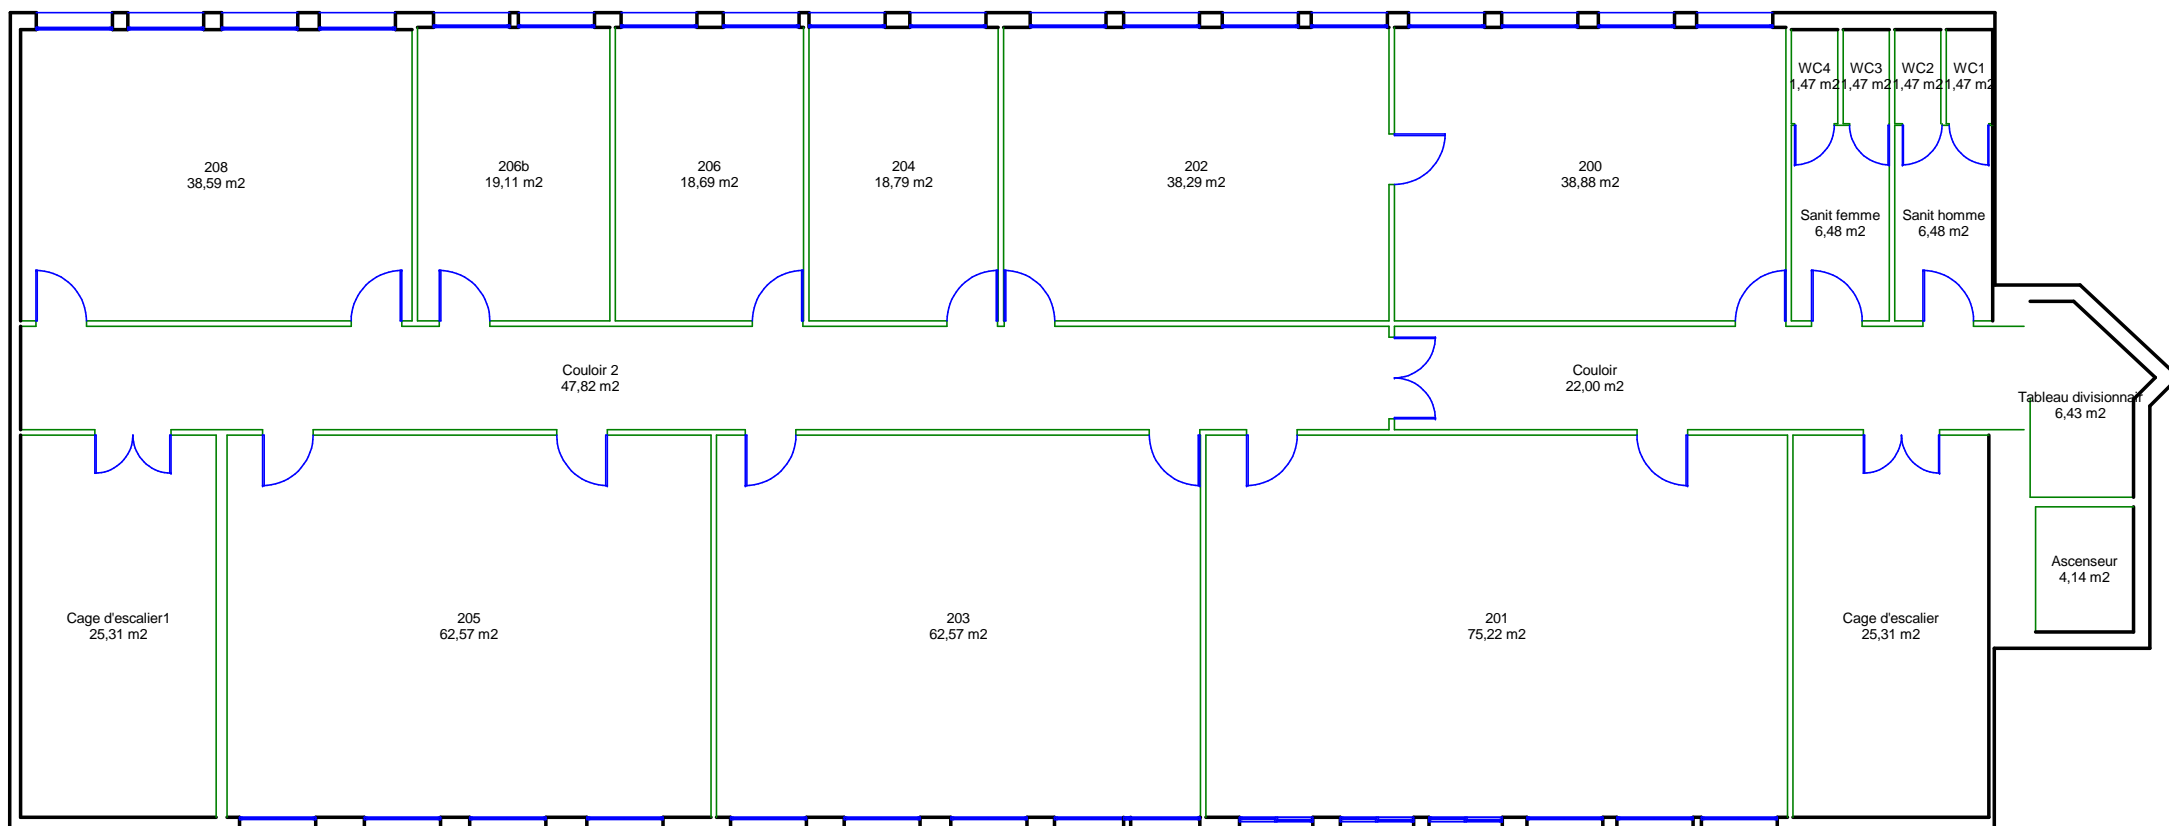 WC4
1,47 m2
WC3
1,47 m2
WC2
1,47 m2
WC1
1,47 m2
208
38,59 m2
206b
19,11 m2
206
18,69 m2
204
18,79 m2
202
38,29 m2
200
38,88 m2
Sanit femme
6,48 m2
Sanit homme
6,48 m2
Couloir 2
47,82 m2
Couloir
22,00 m2
Tableau divisionnair
6,43 m2
Ascenseur
4,14 m2
Cage d'escalier1
25,31 m2
205
62,57 m2
203
62,57 m2
201
75,22 m2
Cage d'escalier
25,31 m2